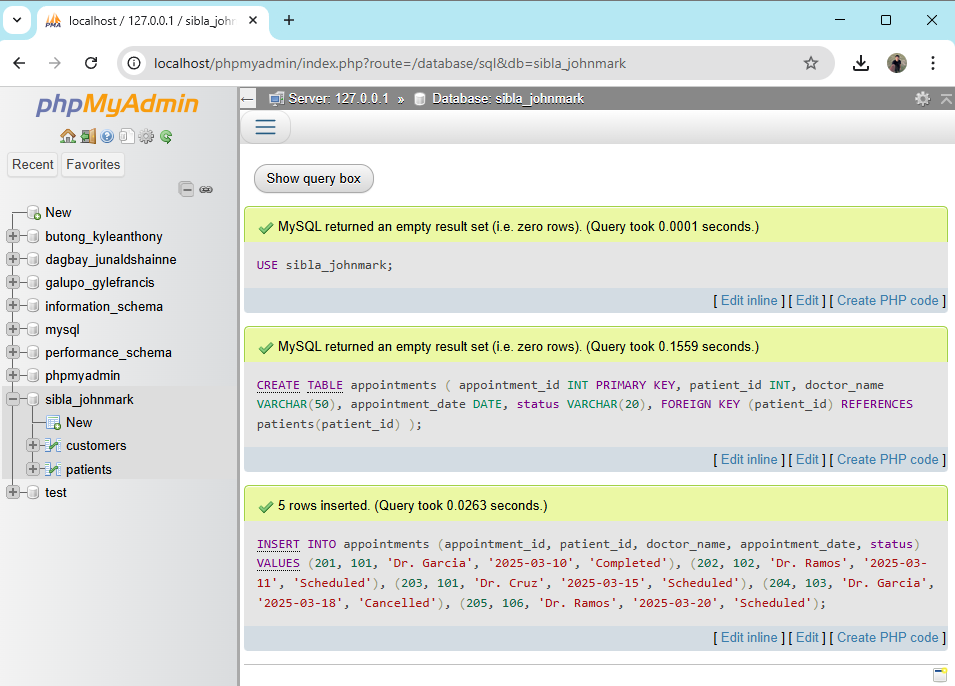 localhost / 127.0.0.1 / sibla_john
localhost/phpmyadmin/index.php?route=/database/sql&db=sibla_johnmark
phpMyAdmin
Recent Favorites
New
butong_kyleanthony
dagbay_junaldshainne
galupo_gylefrancis
information_schema
mysql
performance_schema
phpmyadmin
sibla_johnmark
New
customers
patients
test
Server: 127.0.0.1 » Database: sibla_johnmark
Show query box
MySQL returned an empty result set (i.e. zero rows). (Query took 0.0001 seconds.)
USE sibla_johnmark;
[ Edit inline ] [ Edit ] [ Create PHP code ]
MySQL returned an empty result set (i.e. zero rows). (Query took 0.1559 seconds.)
CREATE TABLE appointments ( appointment_id INT PRIMARY KEY, patient_id INT, doctor_name
VARCHAR(50), appointment_date DATE, status VARCHAR(20), FOREIGN KEY (patient_id) REFERENCES
patients(patient_id) );
[ Edit inline ] [ Edit ] [ Create PHP code ]
5 rows inserted. (Query took 0.0263 seconds.)
INSERT INTO appointments (appointment_id, patient_id, doctor_name, appointment_date, status)
VALUES (201, 101, 'Dr. Garcia', '2025-03-10', 'Completed'), (202, 102, 'Dr. Ramos', '2025-03-
11', 'Scheduled'), (203, 101, 'Dr. Cruz', '2025-03-15', 'Scheduled'), (204, 103, 'Dr. Garcia',
'2025-03-18', 'Cancelled'), (205, 106, 'Dr. Ramos', '2025-03-20', 'Scheduled');
[ Edit inline ] [ Edit ] [ Create PHP code ]